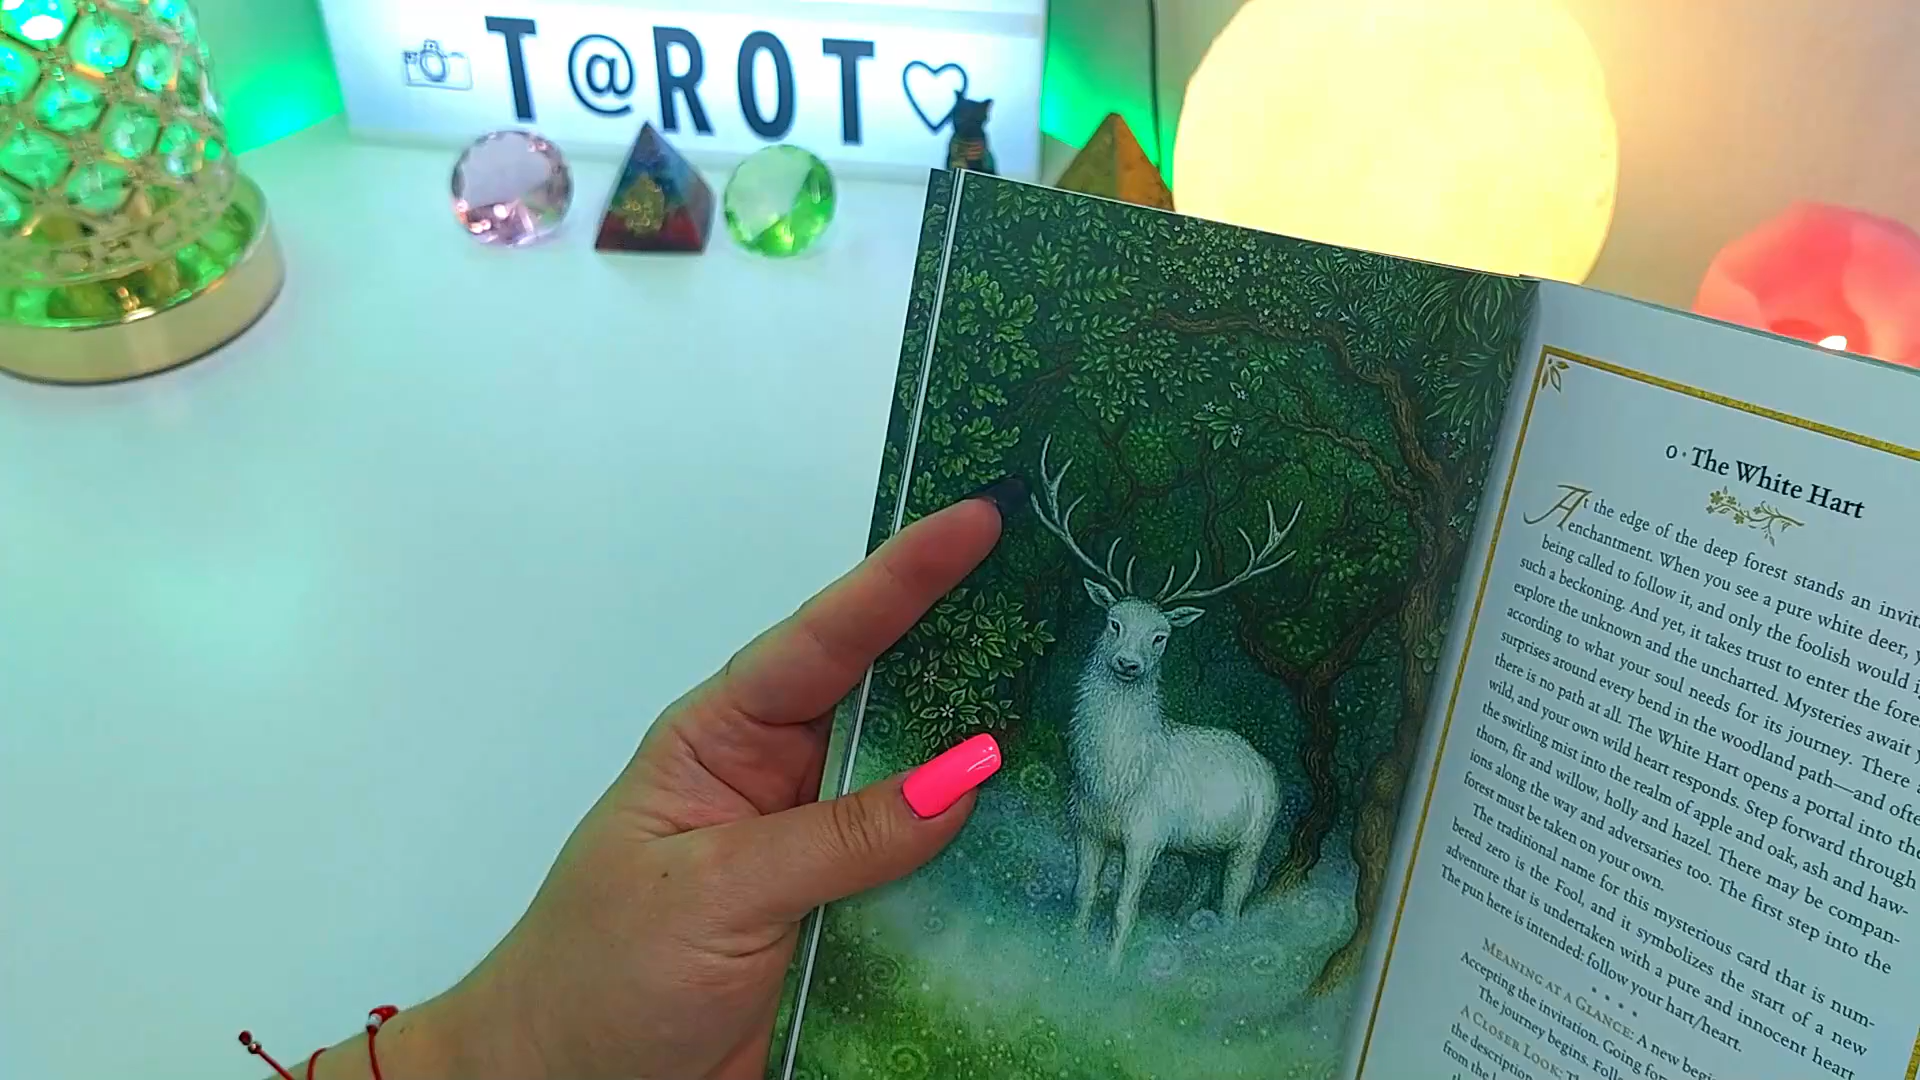 T@ROT
0 · The White Hart
At the edge of the deep forest stands an
enchantment. When you see a pure white deer,
being called to follow it, and only the foolish would
such a beckoning. And yet, it takes trust to enter the
explore the unknown and the uncharted. Mysteries await
according to what your soul needs for its journey. There
surprises around every bend in the woodland path—and
there is no path at all. The White Hart opens a portal into the
wild, and your own wild heart responds. Step forward through
the swirling mist into the realm of apple and oak, ash and haw-
thorn, fir and willow, holly and hazel. There may be compan-
ions along the way and adversaries too. The first step into the
forest must be taken on your own.
The traditional name for this mysterious card that is num-
bered zero is the Fool, and it symbolizes the start of a new
adventure that is undertaken with a pure and innocent heart
The pun here is intended: follow your hart/heart.
MEANING AT A GLANCE: A new
Accepting the invitation. Going
The journey begins.
A CLOSER LOOK:
the description
from the